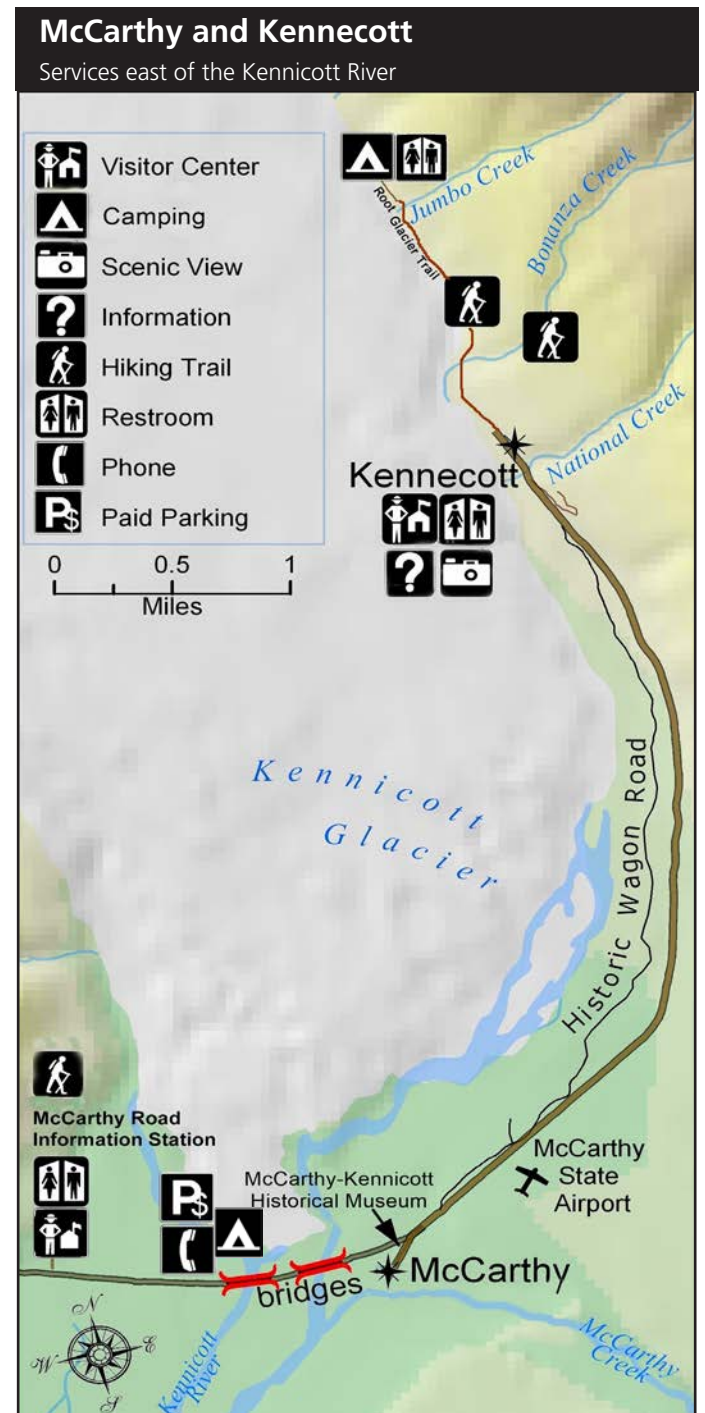 McCarthy and Kennecott
Services east of the Kennicott River
Visitor Center
Camping
Scenic View
Information
Hiking Trail
Restroom
Phone
P$ Paid Parking
0 0.5 1
Miles
Jumbo Creek
Root Glacier Trail
Bonanza Creek
National Creek
Kennecott
?
Kennicott
Glacier
Historic Wagon Road
McCarthy Road
Information Station
P$
McCarthy-Kennicott
Historical Museum
McCarthy
State
Airport
McCarthy
bridges
McCarthy
Creek
Kennicott
River
N
W
E
S